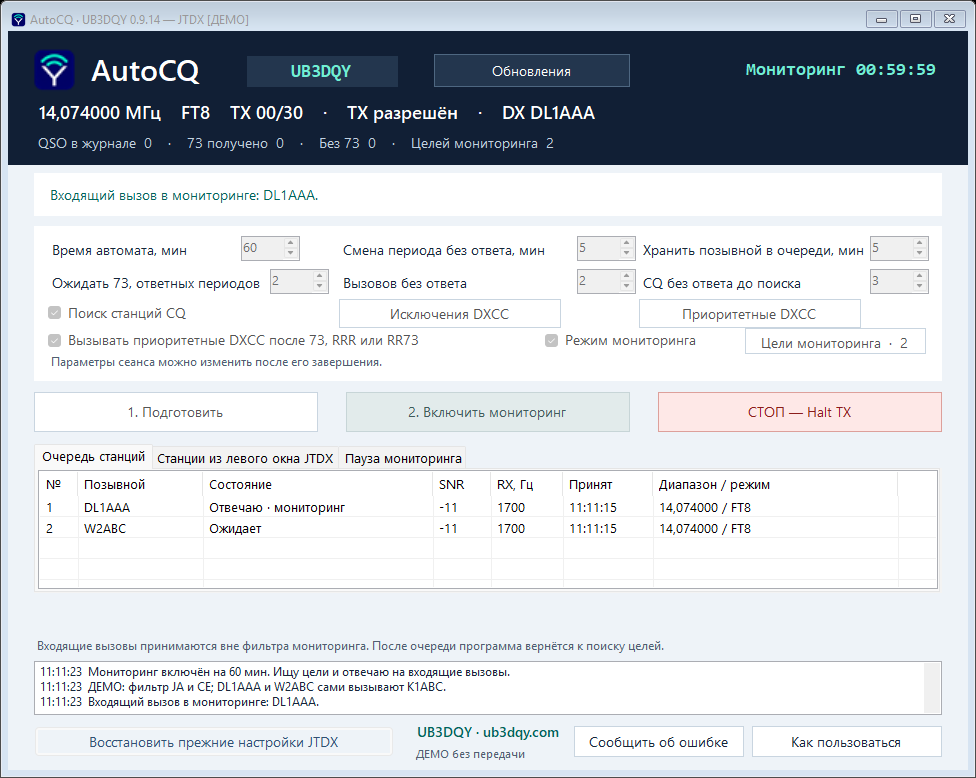 AutoCQ · UB3DQY 0.9.14 — JTDX [ДЕМО]
AutoCQ UB3DQY Обновления Мониторинг 00:59:59
14,074000 МГц FT8 TX 00/30 · TX разрешён · DX DL1AAA
QSO в журнале 0 · 73 получено 0 · Без 73 0 · Целей мониторинга 2
Входящий вызов в мониторинге: DL1AAA.
Время автомата, мин 60 Смена периода без ответа, мин 5 Хранить позывной в очереди, мин 5
Ожидать 73, ответных периодов 2 Вызовов без ответа 2 CQ без ответа до поиска 3
Поиск станций CQ Исключения DXCC Приоритетные DXCC
Вызывать приоритетные DXCC после 73, RRR или RR73 Режим мониторинга Цели мониторинга · 2
Параметры сеанса можно изменить после его завершения.
1. Подготовить 2. Включить мониторинг СТОП — Halt TX
Очередь станций Станции из левого окна JTDX Пауза мониторинга
№ Позывной Состояние SNR RX, Гц Принят Диапазон / режим
1 DL1AAA Отвечаю · мониторинг -11 1700 11:11:15 14,074000 / FT8
2 W2ABC Ожидает -11 1700 11:11:15 14,074000 / FT8
Входящие вызовы принимаются вне фильтра мониторинга. После очереди программа вернётся к поиску целей.
11:11:23 Мониторинг включён на 60 мин. Ищу цели и отвечаю на входящие вызовы.
11:11:23 ДЕМО: фильтр JA и CE; DL1AAA и W2ABC сами вызывают K1ABC.
11:11:23 Входящий вызов в мониторинге: DL1AAA.
Восстановить прежние настройки JTDX UB3DQY · ub3dqy.com Сообщить об ошибке Как пользоваться
ДЕМО без передачи